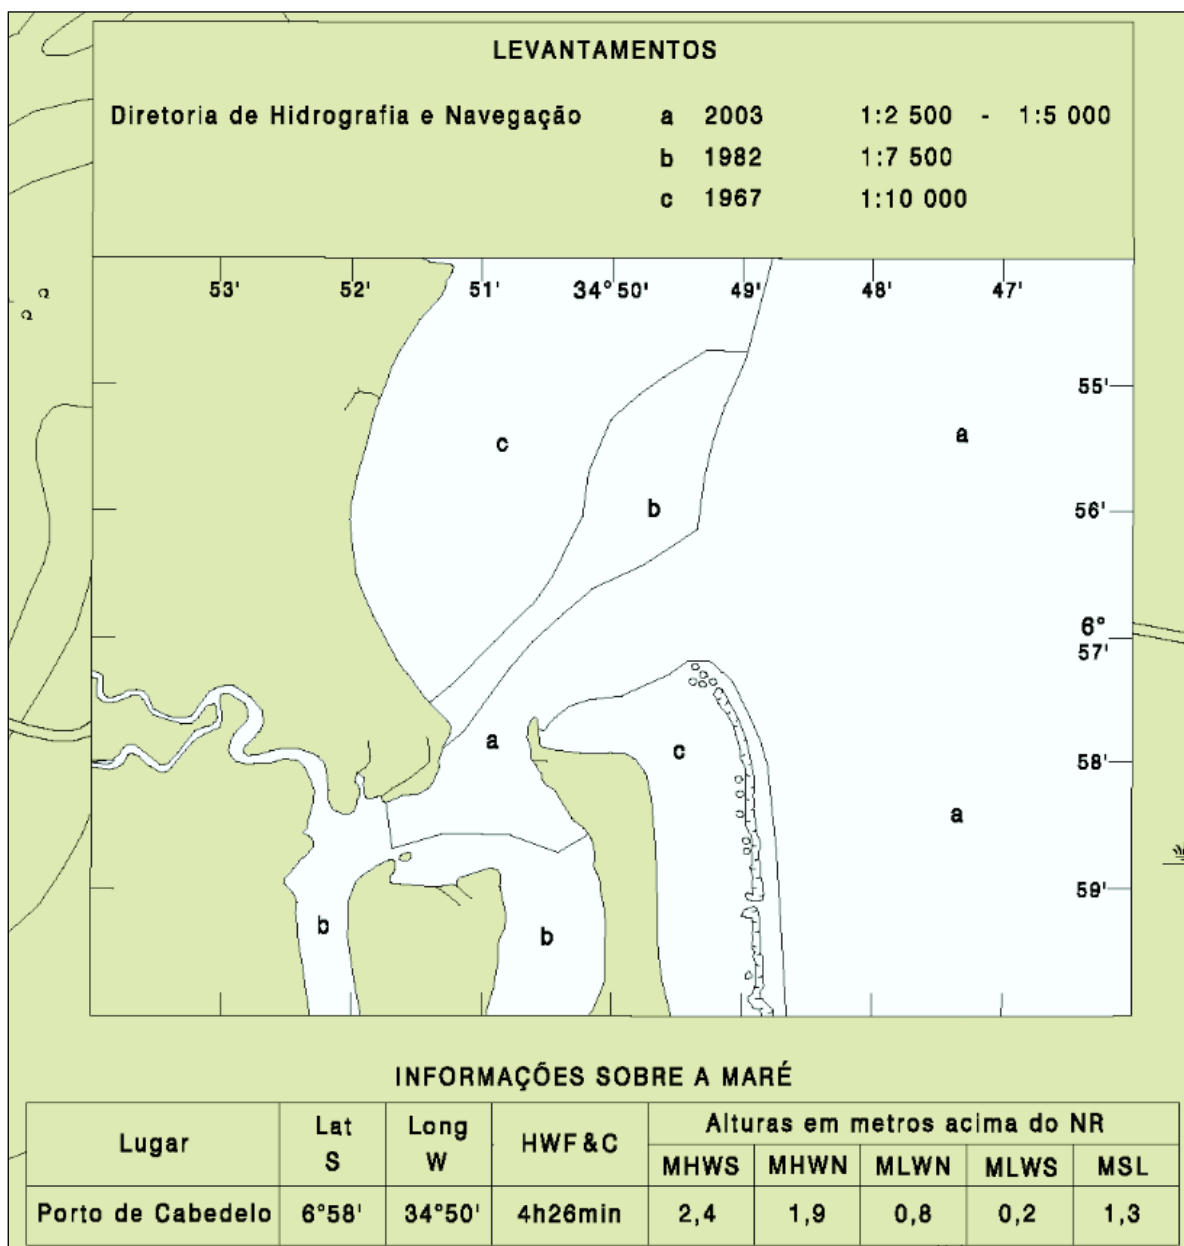 LEVANTAMENTOS
Diretoria de Hidrografia e Navegação a 2003 1:2 500 - 1:5 000
b 1982 1:7 500
c 1967 1:10 000
53' 52' 51' 34°50' 49' 48' 47'
55'
a
c
b
56'
6°
57'
a
c
58'
a
59'
b
b
INFORMAÇÕES SOBRE A MARÉ
Lugar Lat S Long W HWF&C Alturas em metros acima do NR
MHWS MHWN MLWN MLWS MSL
Porto de Cabedelo 6°58' 34°50' 4h26min 2,4 1,9 0,8 0,2 1,3